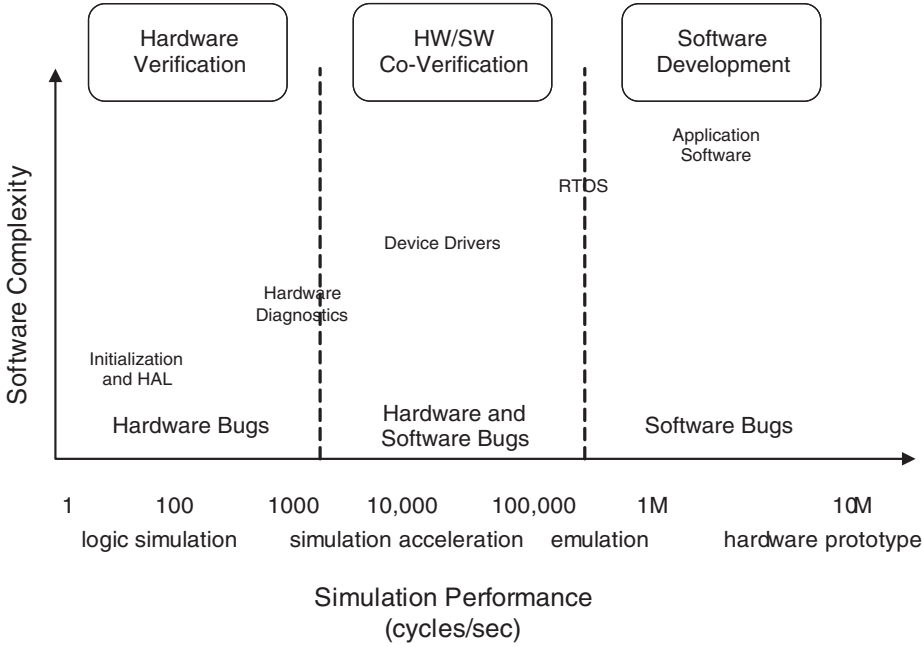 Hardware
Verification
HW/SW
Co-Verification
Software
Development
Software Complexity
Application
Software
RTOS
Device Drivers
Hardware
Diagnostics
Initialization
and HAL
Hardware Bugs
Hardware and
Software Bugs
Software Bugs
1 100 1000 10,000 100,000 1M 10M
logic simulation simulation acceleration emulation hardware prototype
Simulation Performance
(cycles/sec)